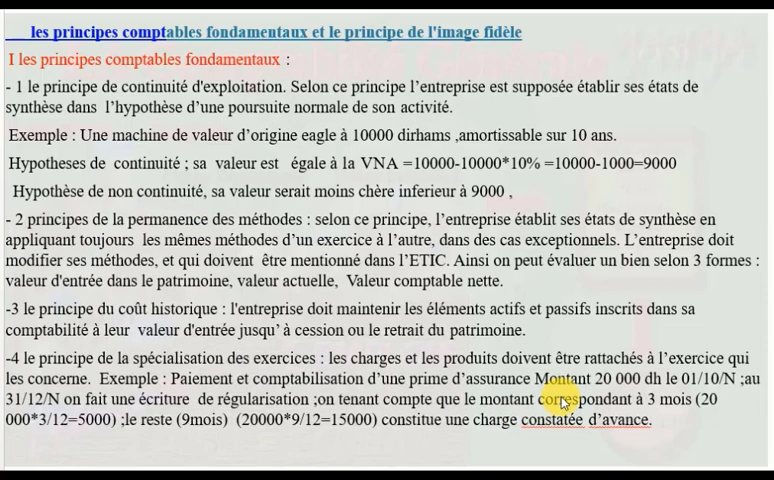 les principes comptables fondamentaux et le principe de l'image fidèle
I les principes comptables fondamentaux :
- 1 le principe de continuité d'exploitation. Selon ce principe l’entreprise est supposée établir ses états de
synthèse dans l’hypothèse d’une poursuite normale de son activité.
Exemple : Une machine de valeur d’origine eagle à 10000 dirhams ,amortissable sur 10 ans.
Hypotheses de continuité ; sa valeur est égale à la VNA =10000-10000*10% =10000-1000=9000
Hypothèse de non continuité, sa valeur serait moins chère inferieur à 9000 ,
- 2 principes de la permanence des méthodes : selon ce principe, l’entreprise établit ses états de synthèse en
appliquant toujours les mêmes méthodes d’un exercice à l’autre, dans des cas exceptionnels. L’entreprise doit
modifier ses méthodes, et qui doivent être mentionné dans l’ETIC. Ainsi on peut évaluer un bien selon 3 formes :
valeur d'entrée dans le patrimoine, valeur actuelle, Valeur comptable nette.
-3 le principe du coût historique : l'entreprise doit maintenir les éléments actifs et passifs inscrits dans sa
comptabilité à leur valeur d'entrée jusqu’ à cession ou le retrait du patrimoine.
-4 le principe de la spécialisation des exercices : les charges et les produits doivent être rattachés à l’exercice qui
les concerne. Exemple : Paiement et comptabilisation d’une prime d’assurance Montant 20 000 dh le 01/10/N ;au
31/12/N on fait une écriture de régularisation ;on tenant compte que le montant correspondant à 3 mois (20
000*3/12=5000) ;le reste (9mois) (20000*9/12=15000) constitue une charge constatée d’avance.